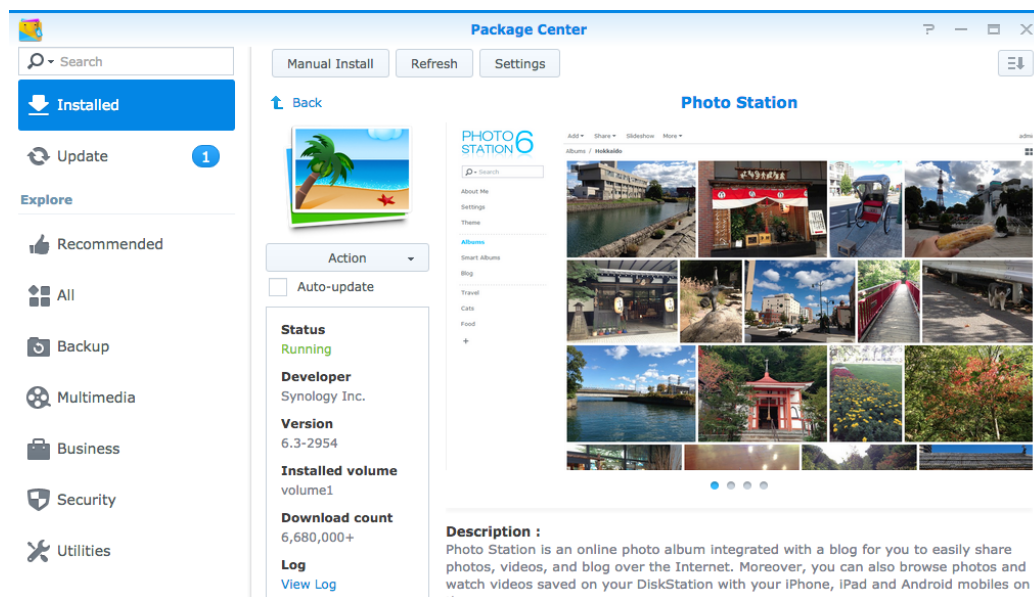 Package Center
Search
Manual Install
Refresh
Settings
Installed
Back
Photo Station
Update
1
Explore
Recommended
All
Backup
Multimedia
Business
Security
Utilities
Action
Auto-update
Status
Running
Developer
Synology Inc.
Version
6.3-2954
Installed volume
volume1
Download count
6,680,000+
Log
View Log
PHOTO
STATION 6
Search
About Me
Settings
Theme
Albums
Smart Albums
Blog
Travel
Cats
Food
+
Add Share Slideshow More
Albums / Hokkaido
Description :
Photo Station is an online photo album integrated with a blog for you to easily share
photos, videos, and blog over the Internet. Moreover, you can also browse photos and
watch videos saved on your DiskStation with your iPhone, iPad and Android mobiles on